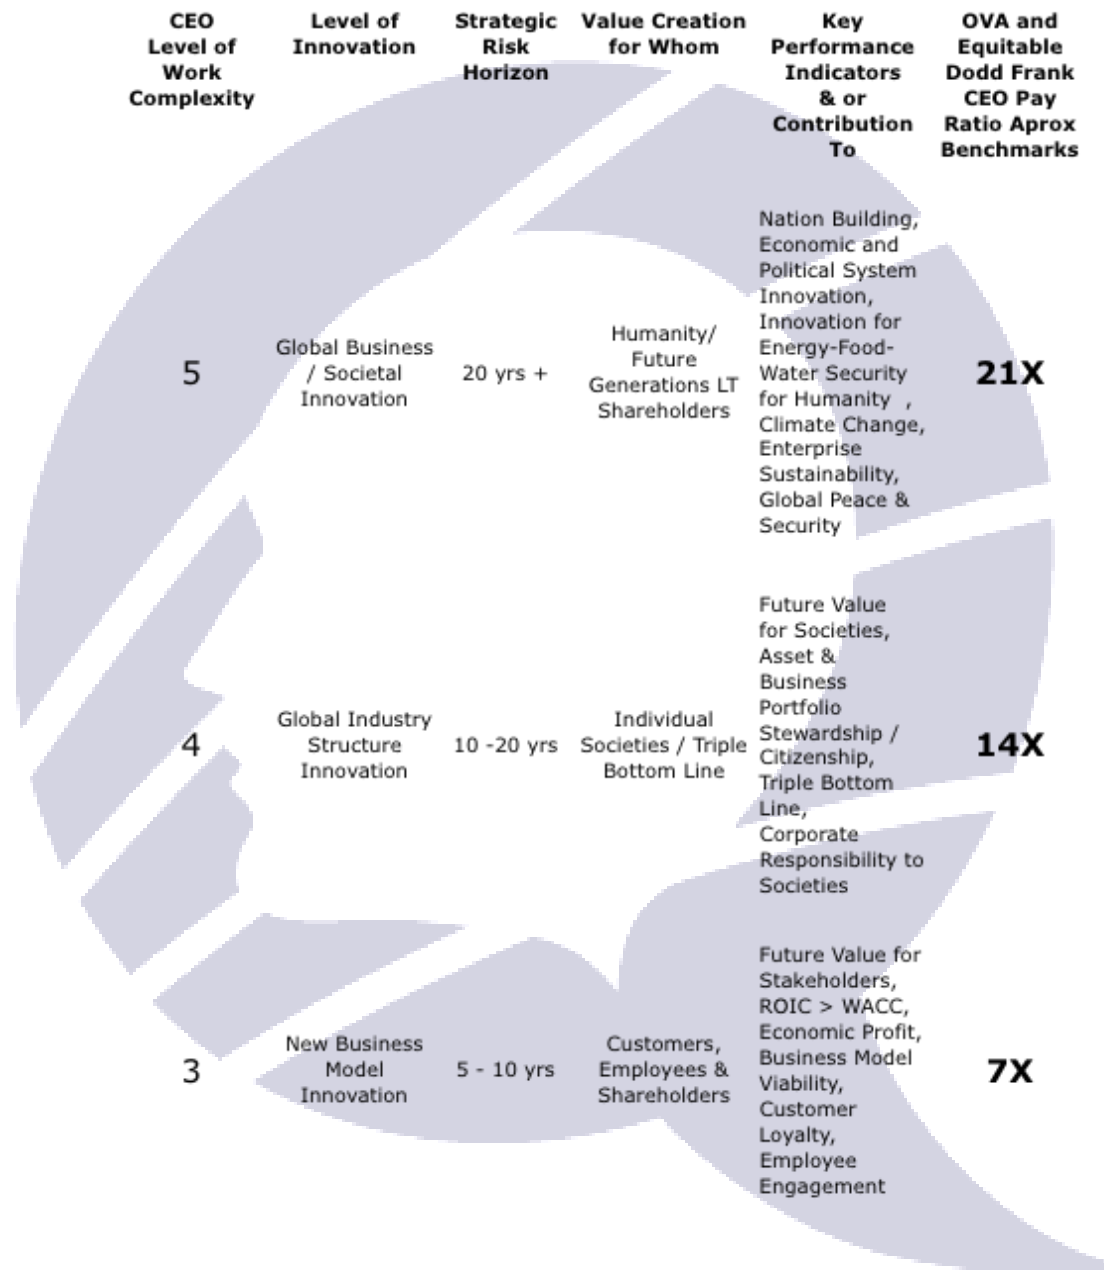 CEO
Level of
Work
Complexity
Level of
Innovation
Strategic
Risk
Horizon
Value Creation
for Whom
Key
Performance
Indicators
& or
Contribution
To
OVA and
Equitable
Dodd Frank
CEO Pay
Ratio Aprox
Benchmarks
5
Global Business
/ Societal
Innovation
20 yrs +
Humanity/
Future
Generations LT
Shareholders
Nation Building,
Economic and
Political System
Innovation,
Innovation for
Energy-Food-
Water Security
for Humanity ,
Climate Change,
Enterprise
Sustainability,
Global Peace &
Security
21X
4
Global Industry
Structure
Innovation
10 -20 yrs
Individual
Societies / Triple
Bottom Line
Future Value
for Societies,
Asset &
Business
Portfolio
Stewardship /
Citizenship,
Triple Bottom
Line,
Corporate
Responsibility to
Societies
14X
3
New Business
Model
Innovation
5 - 10 yrs
Customers,
Employees &
Shareholders
Future Value for
Stakeholders,
ROIC > WACC,
Economic Profit,
Business Model
Viability,
Customer
Loyalty,
Employee
Engagement
7X